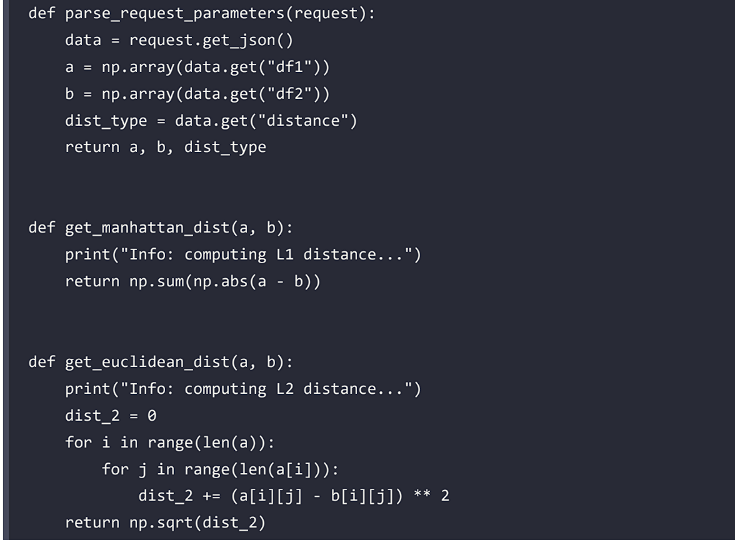 def parse_request_parameters(request):
    data = request.get_json()
    a = np.array(data.get("df1"))
    b = np.array(data.get("df2"))
    dist_type = data.get("distance")
    return a, b, dist_type
def get_manhattan_dist(a, b):
    print("Info: computing L1 distance...")
    return np.sum(np.abs(a - b))
def get_euclidean_dist(a, b):
    print("Info: computing L2 distance...")
    dist_2 = 0
    for i in range(len(a)):
        for j in range(len(a[i])):
            dist_2 += (a[i][j] - b[i][j]) ** 2
    return np.sqrt(dist_2)